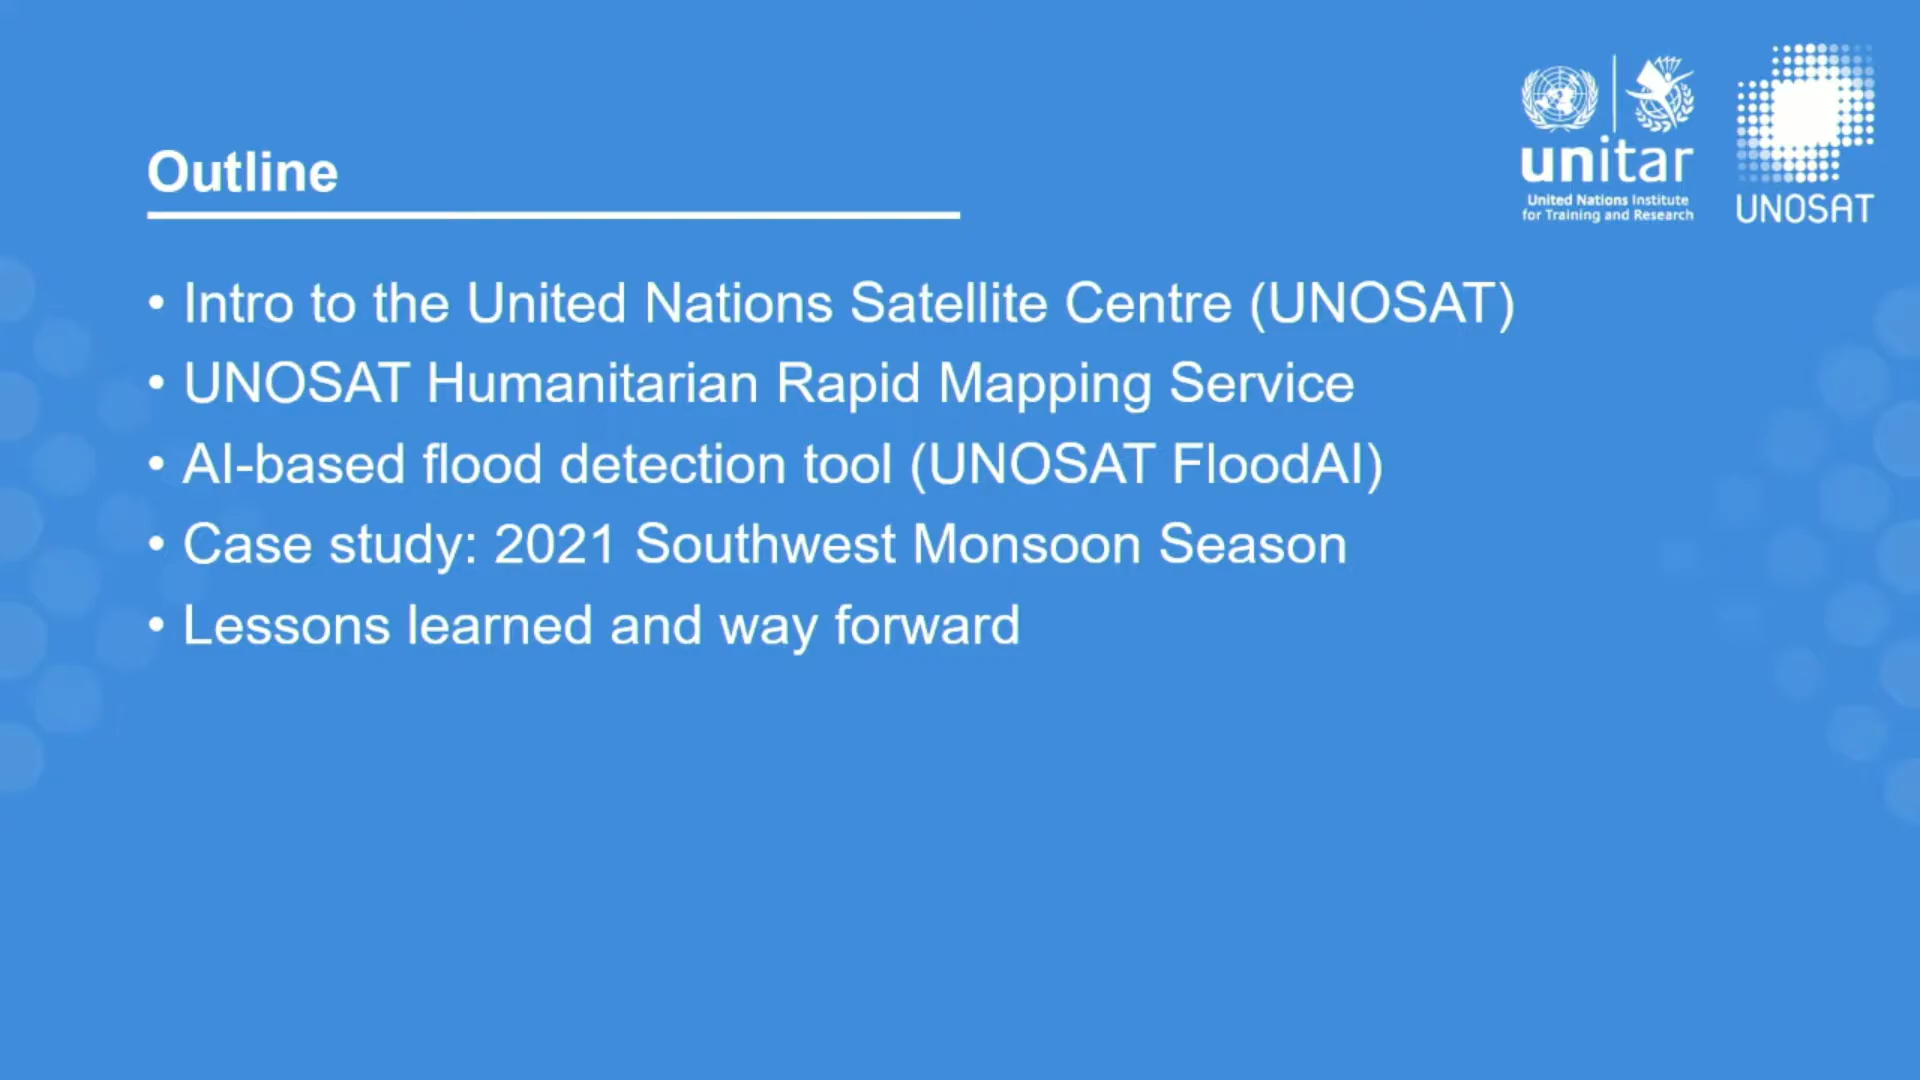 unitar
United Nations Institute
for Training and Research
UNOSAT
Outline
• Intro to the United Nations Satellite Centre (UNOSAT)
• UNOSAT Humanitarian Rapid Mapping Service
• AI-based flood detection tool (UNOSAT FloodAI)
• Case study: 2021 Southwest Monsoon Season
• Lessons learned and way forward